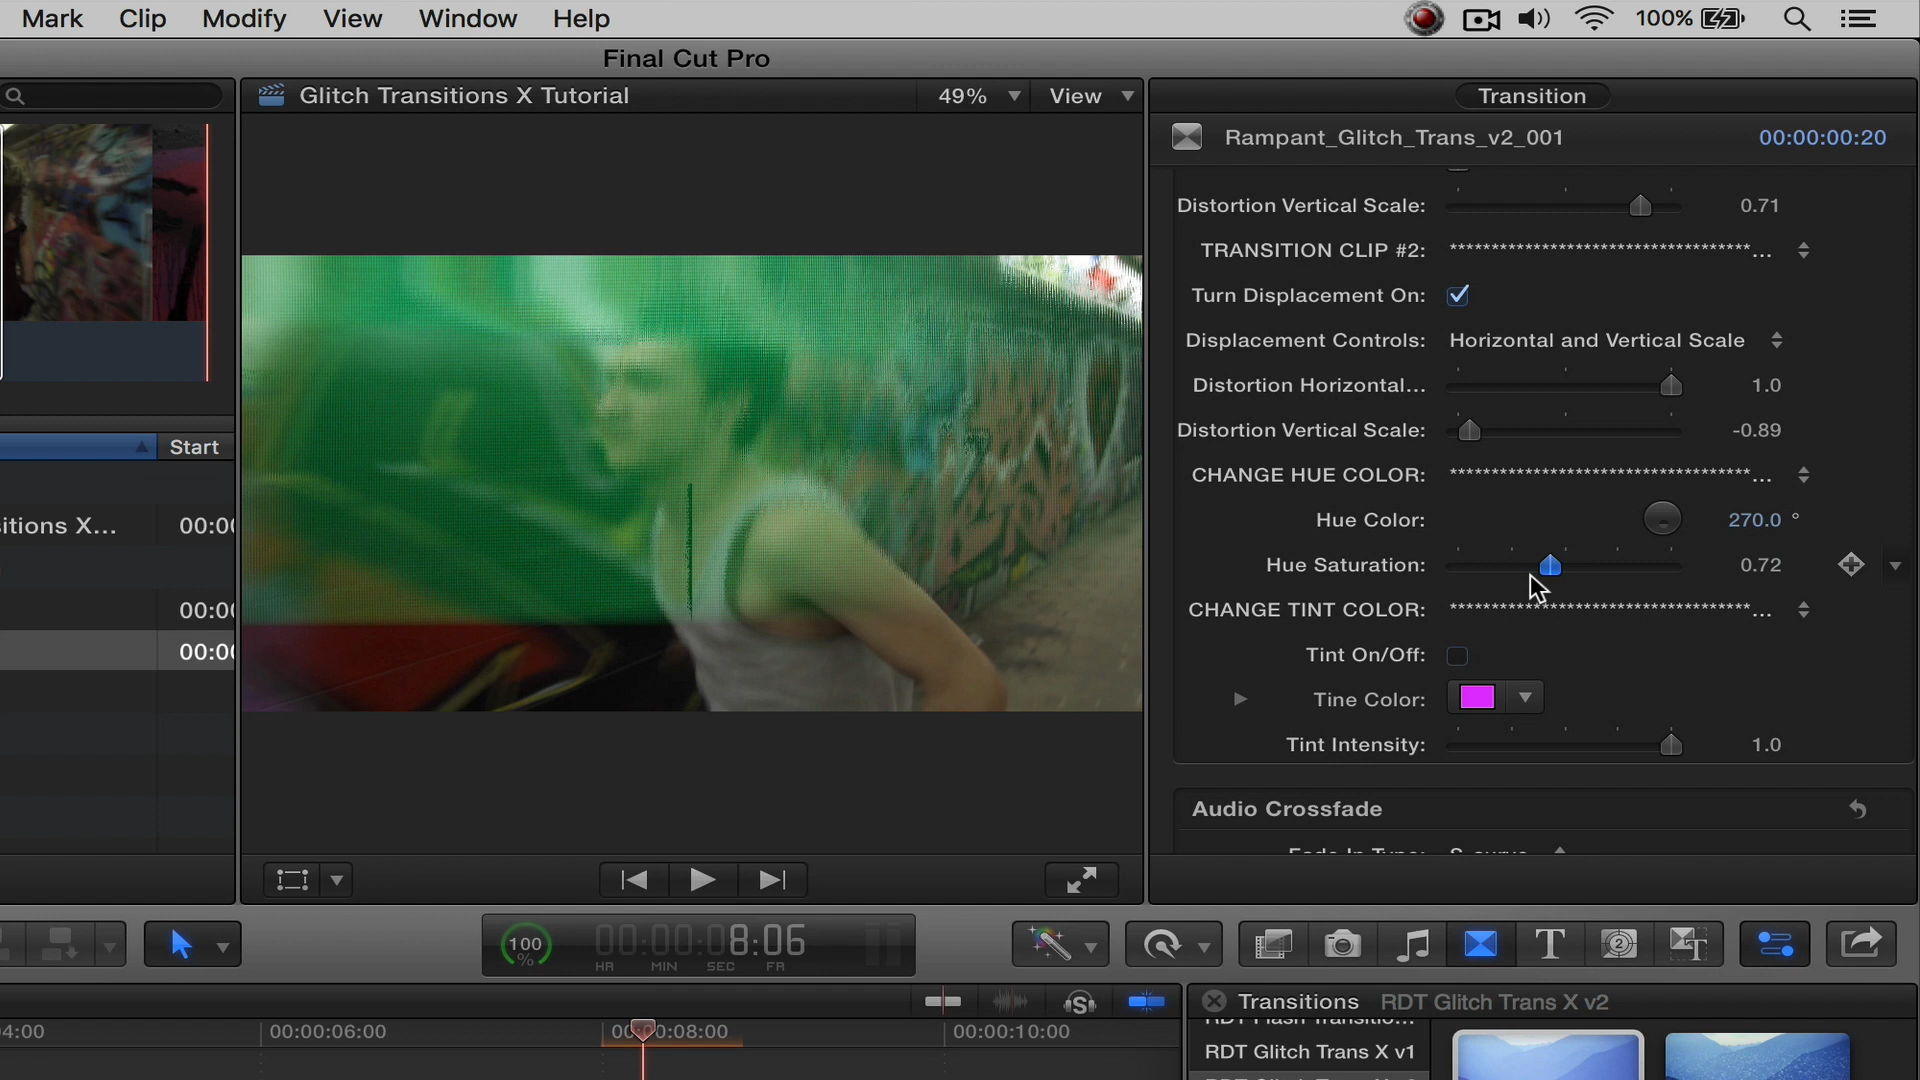 Mark Clip Modify View Window Help 100%
Final Cut Pro
Glitch Transitions X Tutorial 49% View
Transition
Rampant_Glitch_Trans_v2_001 00:00:00:20
Distortion Vertical Scale: 0.71
TRANSITION CLIP #2: ***********************************...
Turn Displacement On:
Displacement Controls: Horizontal and Vertical Scale
Distortion Horizontal... 1.0
Distortion Vertical Scale: -0.89
CHANGE HUE COLOR: ***********************************...
Hue Color: 270.0 °
Hue Saturation: 0.72
CHANGE TINT COLOR: ***********************************...
Tint On/Off:
Tine Color:
Tint Intensity: 1.0
Audio Crossfade
Start
itions X... 00:00
00:00
00:00
100 %
00:00:08:06
HR MIN SEC FR
T 2 T
S
Transitions RDT Glitch Trans X v2
4:00 00:00:06:00 00:00:08:00 00:00:10:00
RDT Glitch Trans X v1